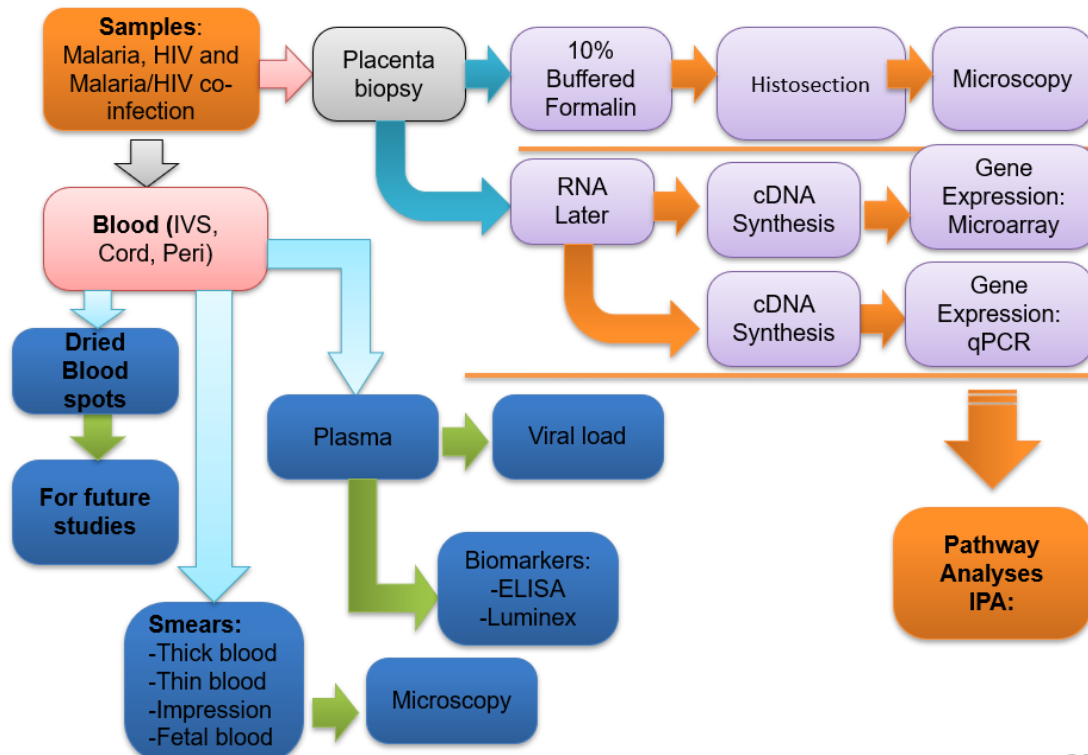 Samples:
Malaria, HIV and
Malaria/HIV co-
infection
Placenta
biopsy
10%
Buffered
Formalin
Histosection
Microscopy
RNA
Later
cDNA
Synthesis
Gene
Expression:
Microarray
cDNA
Synthesis
Gene
Expression:
qPCR
Blood (IVS,
Cord, Peri)
Dried
Blood
spots
For future
studies
Plasma
Viral load
Biomarkers:
-ELISA
-Luminex
Smears:
-Thick blood
-Thin blood
-Impression
-Fetal blood
Microscopy
Pathway
Analyses
IPA: